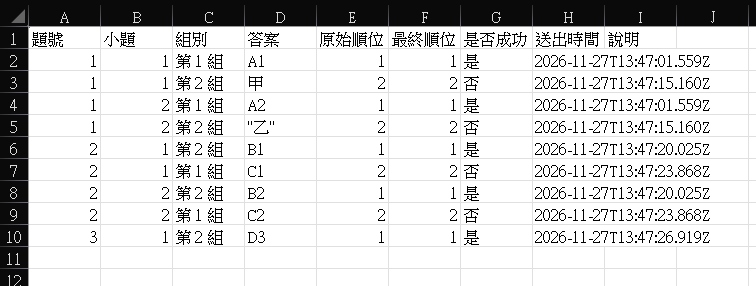 A B C D E F G H I J
1 題號 小題 組別 答案 原始順位 最終順位 是否成功 送出時間 說明
2 1 1 第1組 A1 1 1 是 2026-11-27T13:47:01.559Z
3 1 1 第2組 甲 2 2 否 2026-11-27T13:47:15.160Z
4 1 2 第1組 A2 1 1 是 2026-11-27T13:47:01.559Z
5 1 2 第2組 "乙" 2 2 否 2026-11-27T13:47:15.160Z
6 2 1 第2組 B1 1 1 是 2026-11-27T13:47:20.025Z
7 2 1 第1組 C1 2 2 否 2026-11-27T13:47:23.868Z
8 2 2 第2組 B2 1 1 是 2026-11-27T13:47:20.025Z
9 2 2 第1組 C2 2 2 否 2026-11-27T13:47:23.868Z
10 3 1 第2組 D3 1 1 是 2026-11-27T13:47:26.919Z
11
12